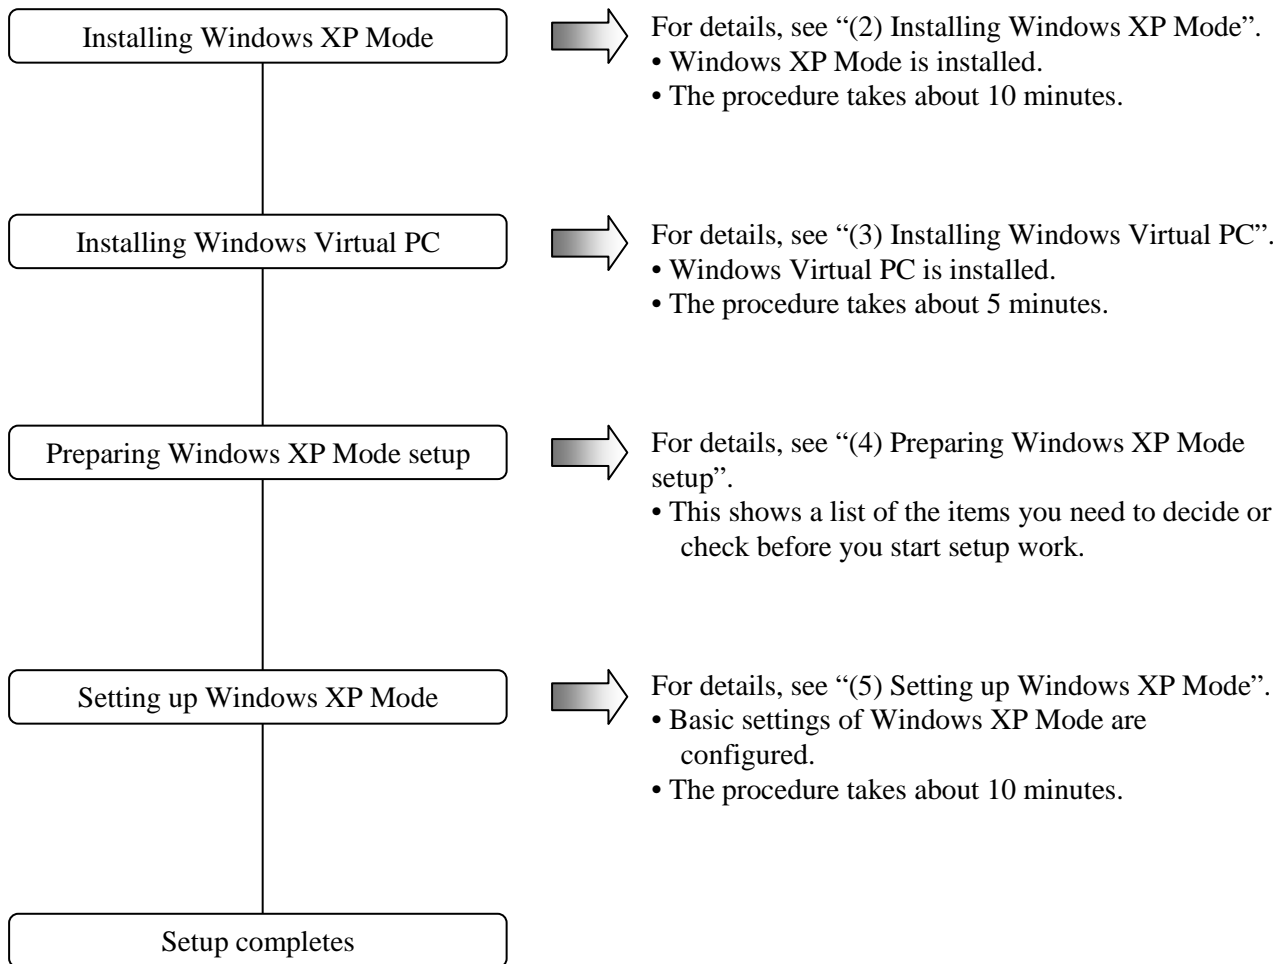 Installing Windows XP Mode
For details, see “(2) Installing Windows XP Mode”.
• Windows XP Mode is installed.
• The procedure takes about 10 minutes.
Installing Windows Virtual PC
For details, see “(3) Installing Windows Virtual PC”.
• Windows Virtual PC is installed.
• The procedure takes about 5 minutes.
Preparing Windows XP Mode setup
For details, see “(4) Preparing Windows XP Mode
setup”.
• This shows a list of the items you need to decide or
check before you start setup work.
Setting up Windows XP Mode
For details, see “(5) Setting up Windows XP Mode”.
• Basic settings of Windows XP Mode are
configured.
• The procedure takes about 10 minutes.
Setup completes